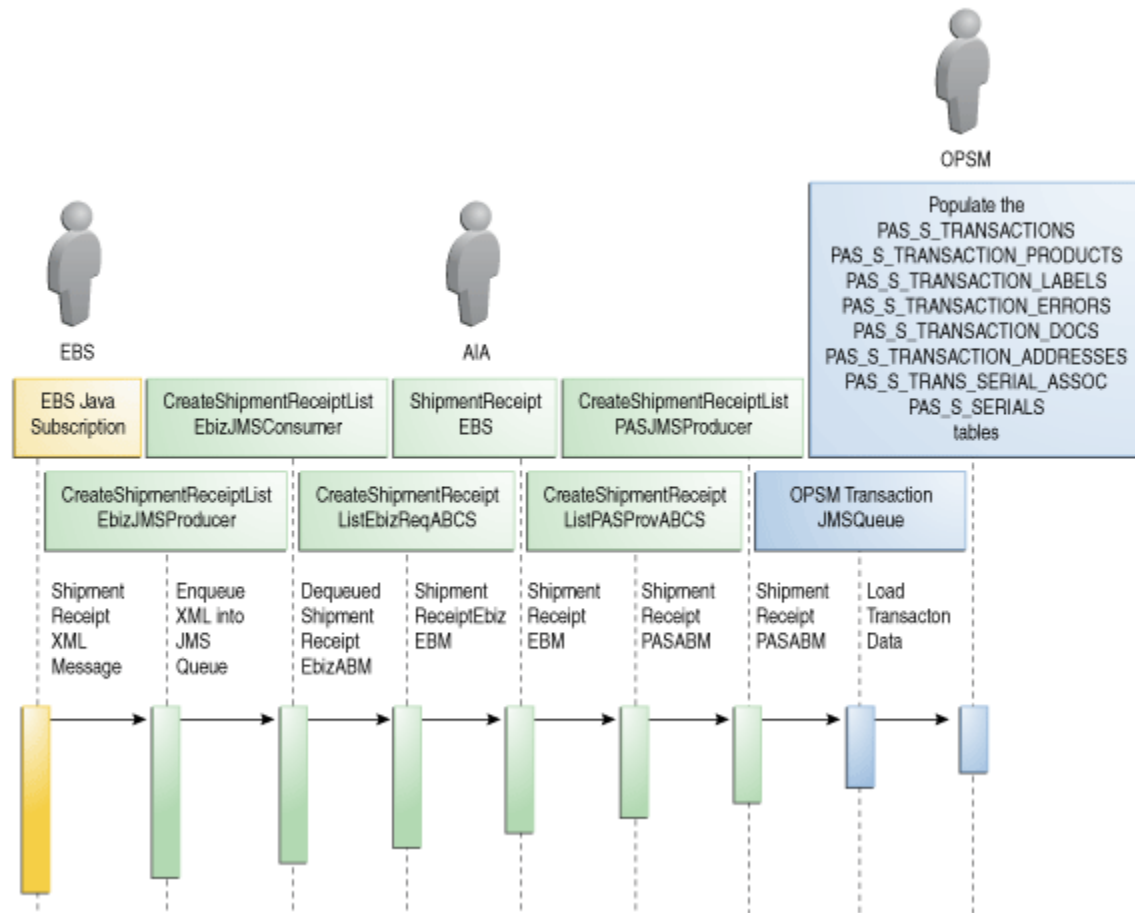 OPSM
Populate the
PAS_S_TRANSACTIONS
PAS_S_TRANSACTION_PRODUCTS
PAS_S_TRANSACTION_LABELS
PAS_S_TRANSACTION_ERRORS
PAS_S_TRANSACTION_DOCS
PAS_S_TRANSACTION_ADDRESSES
PAS_S_TRANS_SERIAL_ASSOC
PAS_S_SERIALS
tables
EBS
AIA
EBS Java
Subscription
CreateShipmentReceiptList
EbizJMSConsumer
ShipmentReceipt
EBS
CreateShipmentReceiptList
PASJMSProducer
CreateShipmentReceiptList
EbizJMSProducer
CreateShipmentReceipt
ListEbizReqABCS
CreateShipmentReceipt
ListPASProvABCS
OPSM Transaction
JMSQueue
Shipment
Receipt
XML
Message
Enqueue
XML into
JMS
Queue
Dequeued
Shipment
Receipt
EbizABM
Shipment
ReceiptEbiz
EBM
Shipment
Receipt
EBM
Shipment
Receipt
PASABM
Shipment
Receipt
PASABM
Load
Transacton
Data